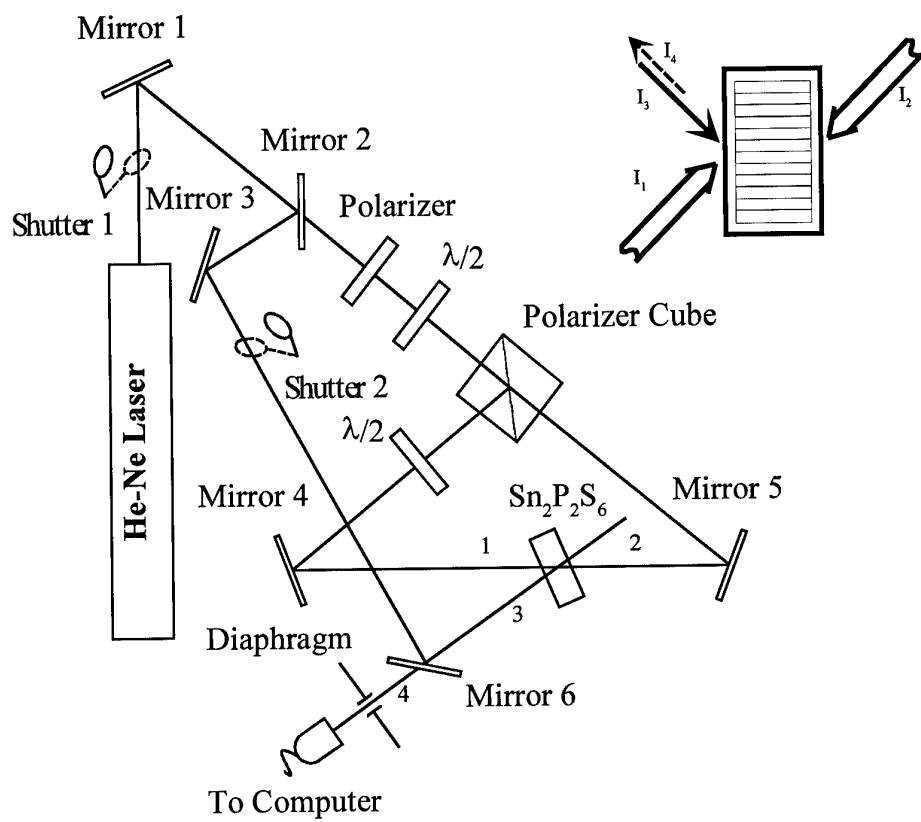 Mirror 1
I₄
I₃
I₂
I₁
Mirror 2
Mirror 3
Shutter 1
Polarizer
λ/2
Polarizer Cube
Shutter 2
He-Ne Laser
λ/2
Mirror 4
Sn₂P₂S₆
Mirror 5
1
2
3
Diaphragm
4
Mirror 6
To Computer